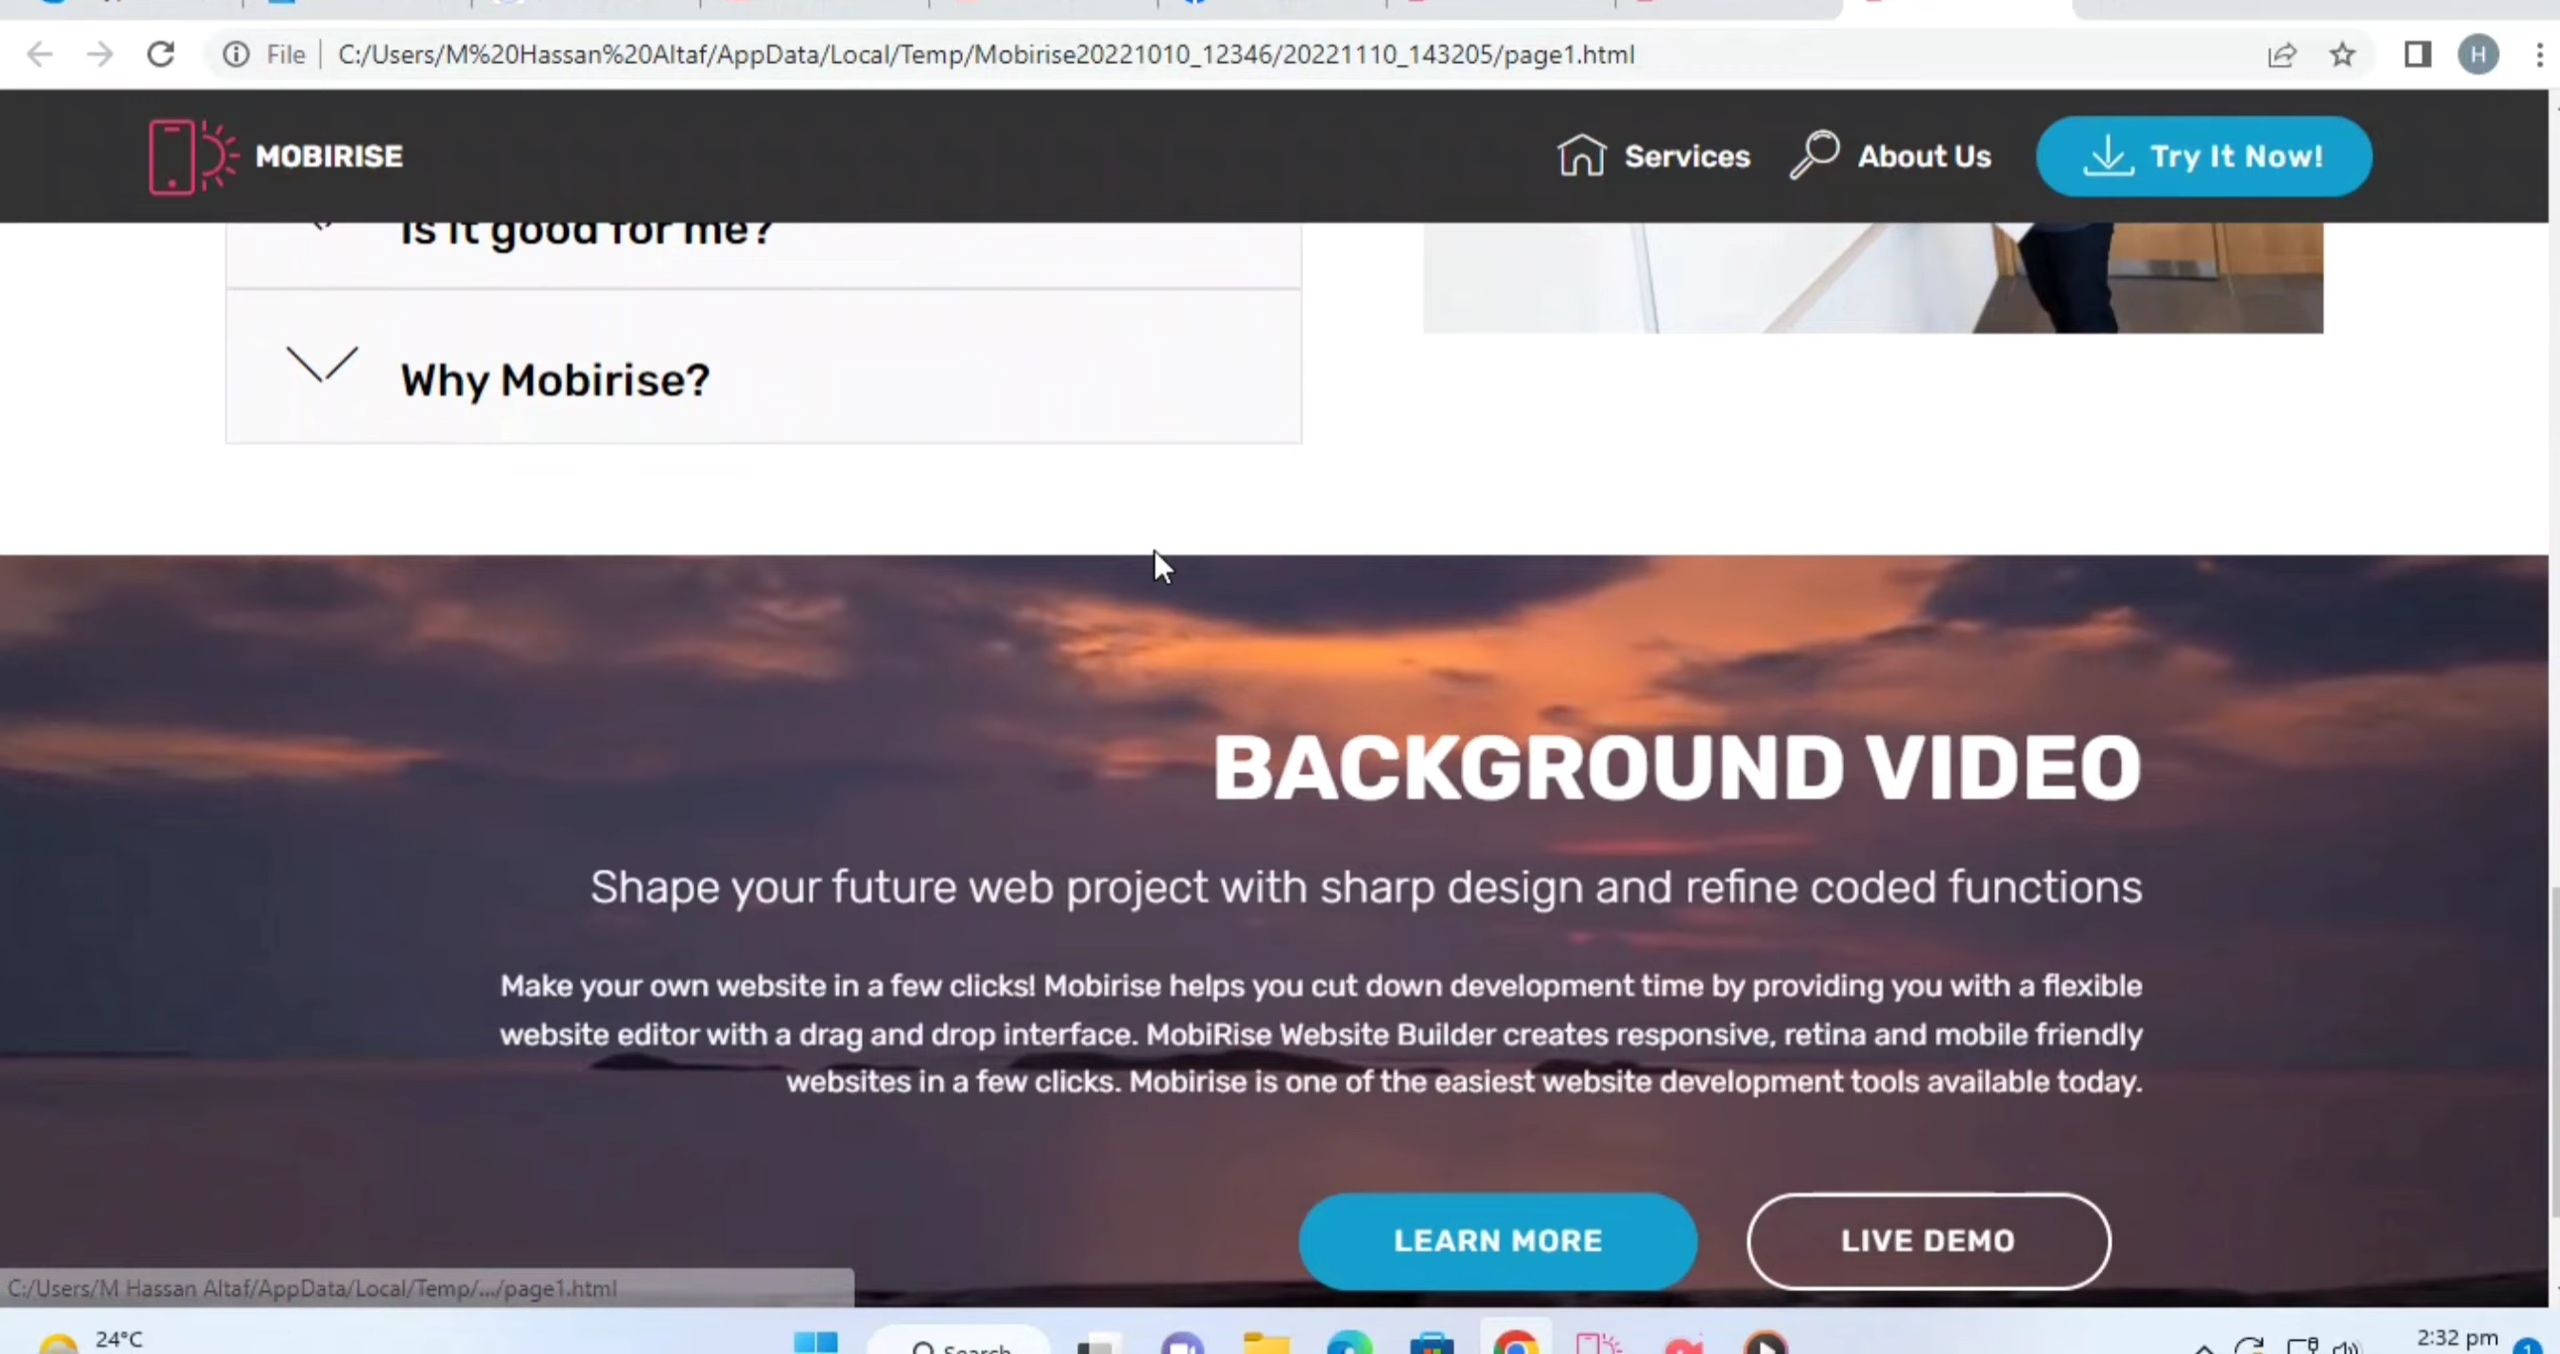 File
C:/Users/M%20Hassan%20Altaf/AppData/Local/Temp/Mobirise20221010_12346/20221110_143205/page1.html
H
MOBIRISE
Services
About Us
Try It Now!
Is it good for me?
Why Mobirise?
BACKGROUND VIDEO
Shape your future web project with sharp design and refine coded functions
Make your own website in a few clicks! Mobirise helps you cut down development time by providing you with a flexible
website editor with a drag and drop interface. MobiRise Website Builder creates responsive, retina and mobile friendly
websites in a few clicks. Mobirise is one of the easiest website development tools available today.
LEARN MORE
LIVE DEMO
C:/Users/M Hassan Altaf/AppData/Local/Temp/.../page1.html
24°C
Search
2:32 pm
1